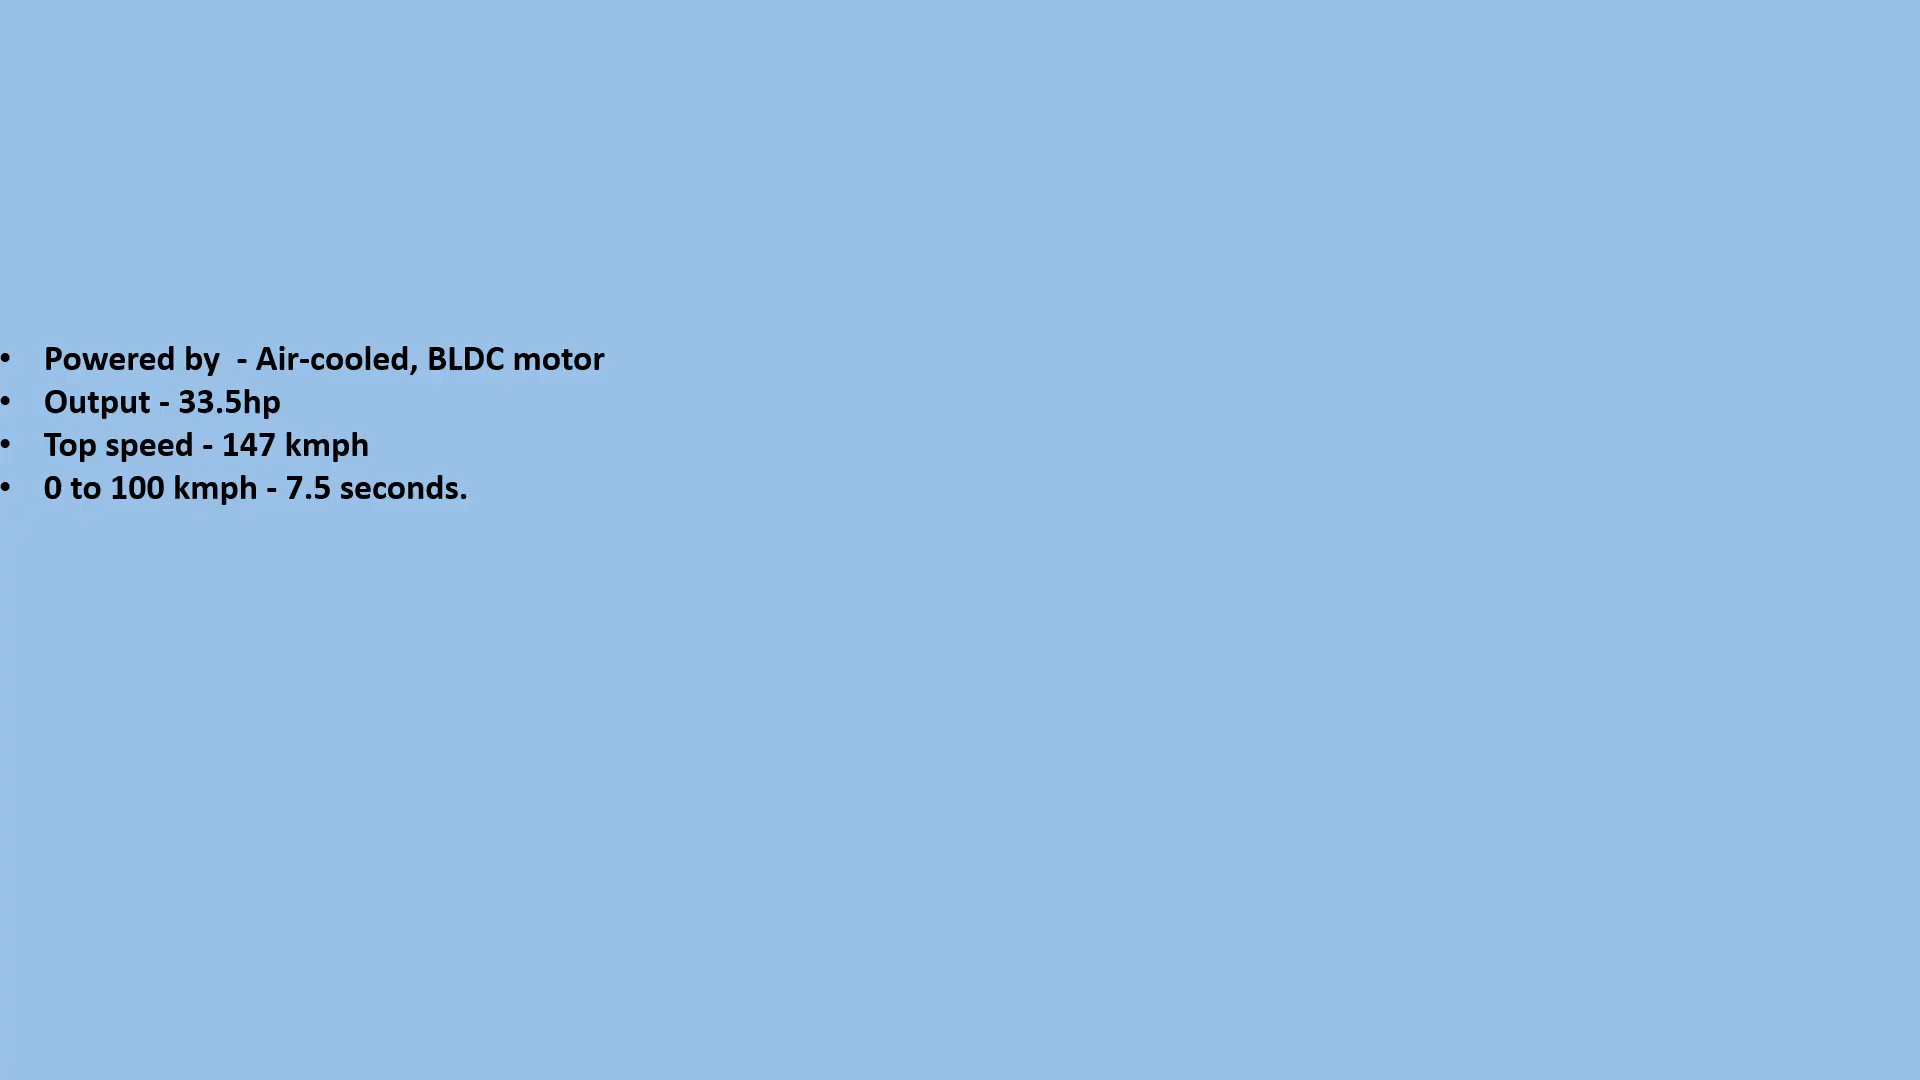 • Powered by  - Air-cooled, BLDC motor
• Output - 33.5hp
• Top speed - 147 kmph
• 0 to 100 kmph - 7.5 seconds.